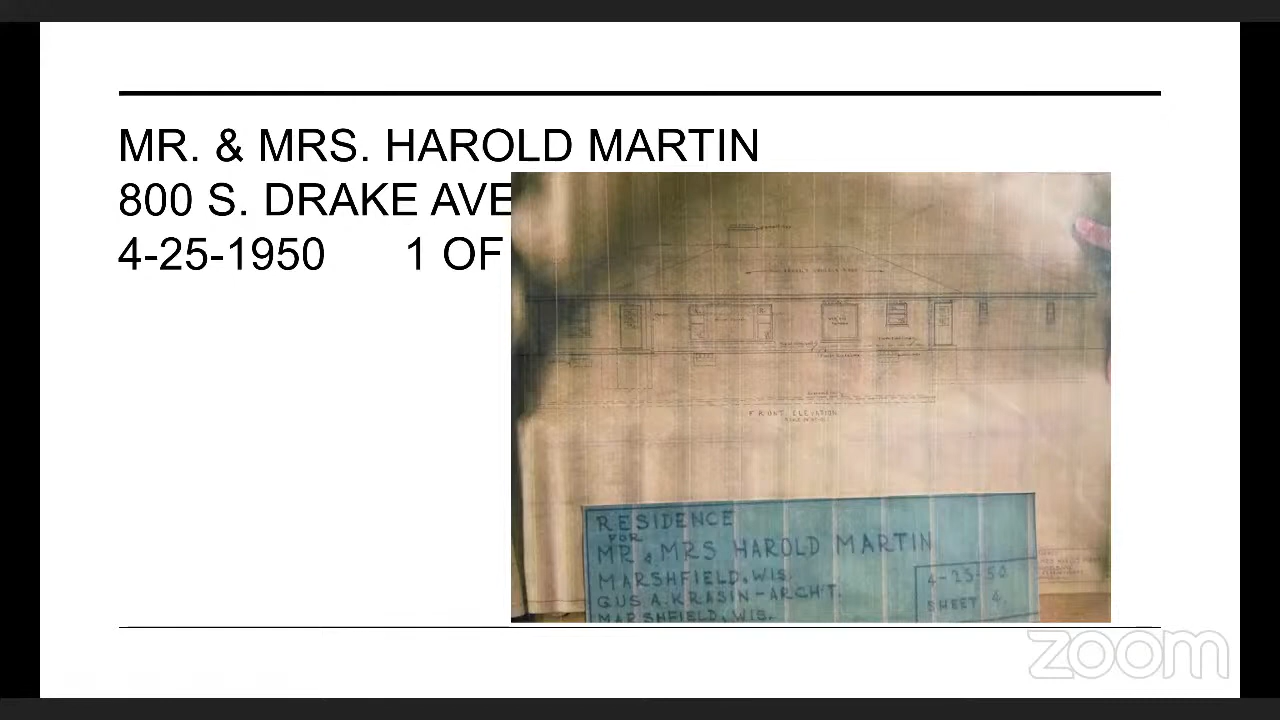 MR. & MRS. HAROLD MARTIN
800 S. DRAKE AVE
4-25-1950 1 OF
FRONT ELEVATION
RESIDENCE
FOR
MR & MRS HAROLD MARTIN
MARSHFIELD, WIS.
GUS A. KRASIN-ARCH'T.
MARSHFIELD, WIS.
4-23-50
SHEET 4
zoom